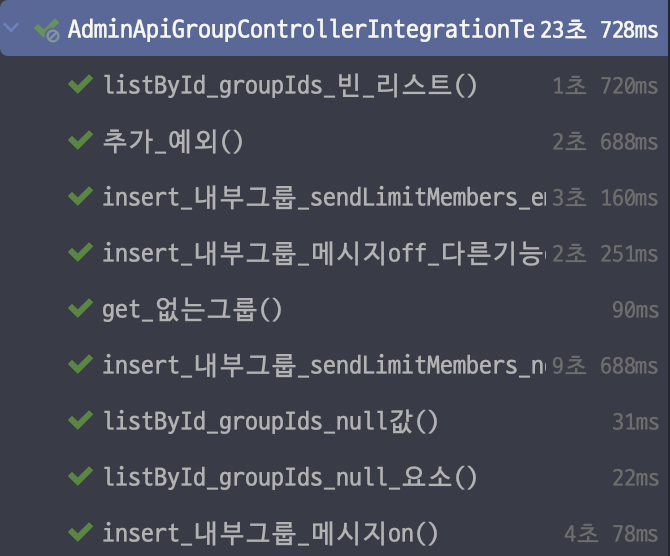 AdminApiGroupControllerIntegrationTe 23초 728ms
listById_groupIds_빈_리스트() 1초 720ms
추가_예외() 2초 688ms
insert_내부그룹_sendLimitMembers_e 3초 160ms
insert_내부그룹_메시지off_다른기능 2초 251ms
get_없는그룹() 90ms
insert_내부그룹_sendLimitMembers_n 9초 688ms
listById_groupIds_null값() 31ms
listById_groupIds_null_요소() 22ms
insert_내부그룹_메시지on() 4초 78ms